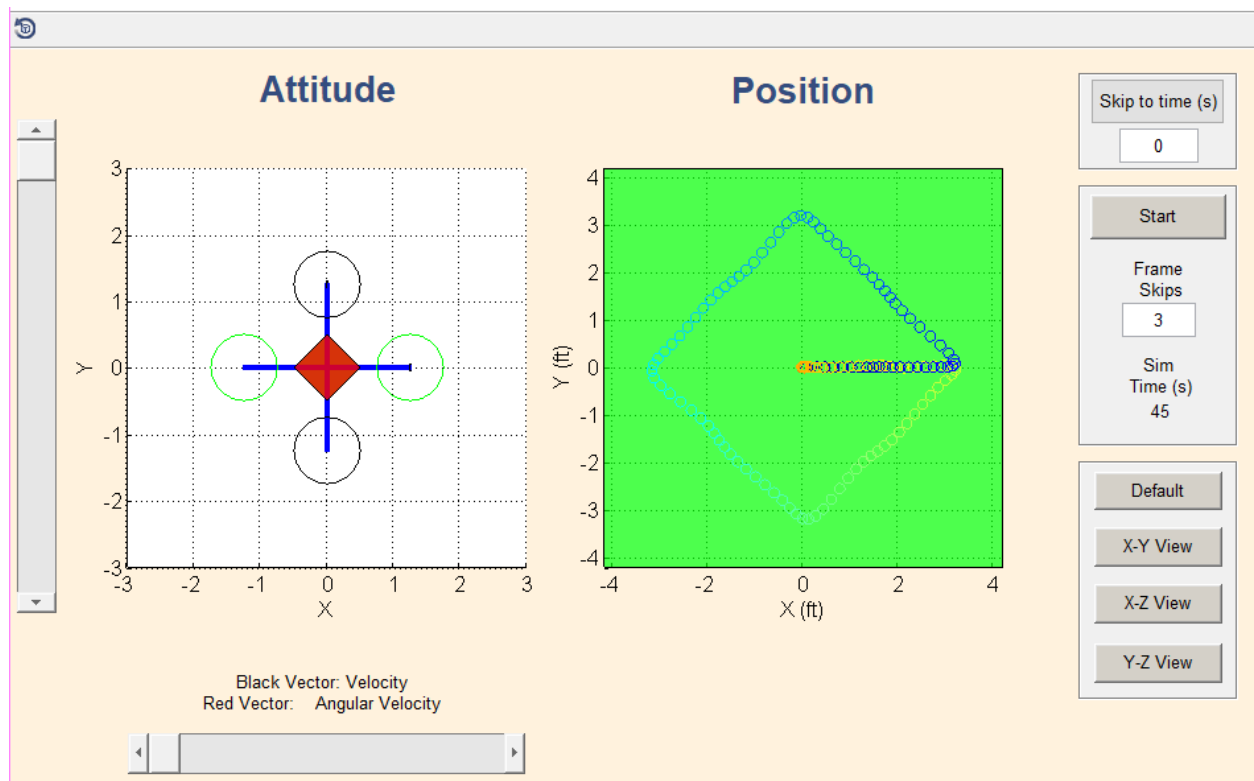 Attitude
Position
3
2
1
0
-1
-2
-3
Y
-3
-2
-1
0
1
2
3
X
4
3
2
1
0
-1
-2
-3
-4
Y (ft)
-4
-2
0
2
4
X (ft)
Black Vector: Velocity
Red Vector: Angular Velocity
Skip to time (s)
0
Start
Frame
Skips
3
Sim
Time (s)
45
Default
X-Y View
X-Z View
Y-Z View